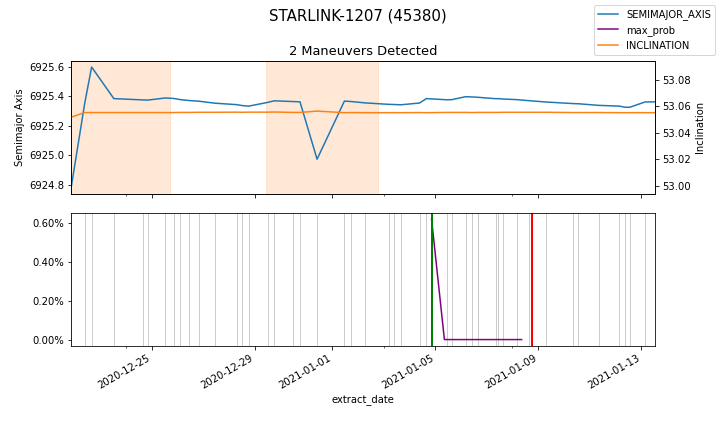 STARLINK-1207 (45380)
SEMIMAJOR_AXIS
max_prob
INCLINATION
2 Maneuvers Detected
Semimajor Axis
6925.6
6925.4
6925.2
6925.0
6924.8
53.08
53.06
53.04
53.02
53.00
Inclination
0.60%
0.40%
0.20%
0.00%
2020-12-25
2020-12-29
2021-01-01
2021-01-05
2021-01-09
2021-01-13
extract_date